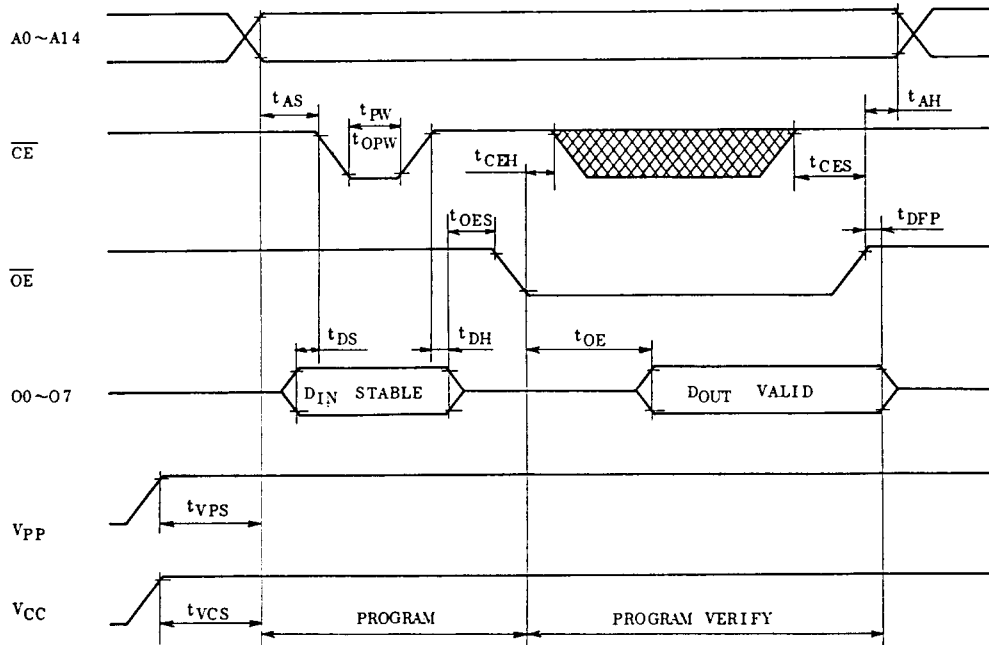 A0~A14
tAS
tPW
tAH
CE
tOPW
tCEH
tCES
tOES
tDFP
OE
tDS
tDH
tOE
O0~O7
DIN STABLE
DOUT VALID
tVPS
VPP
VCC
tVCS
PROGRAM
PROGRAM VERIFY